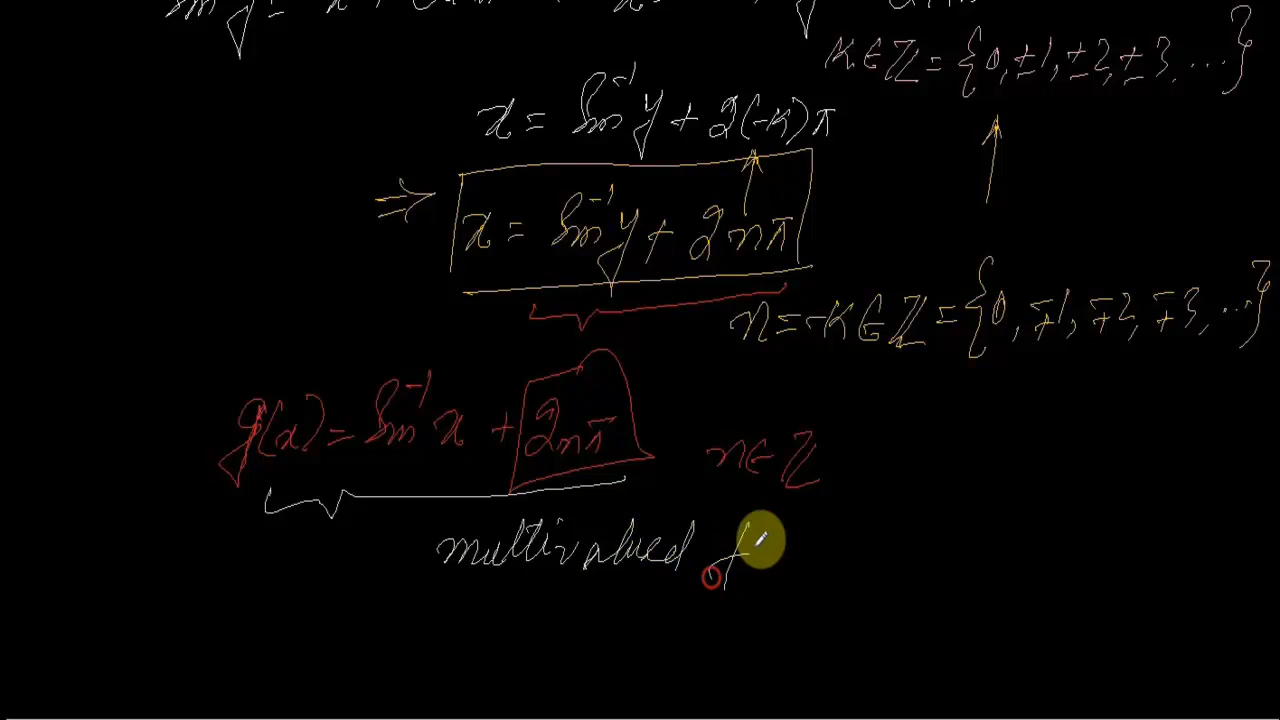 K∈ℤ = {0, ±1, ±2, ±3, ...}
x = Sin⁻¹y + 2(-K)π
⇒ x = Sin⁻¹y + 2nπ
n = -K∈ℤ = {0, ∓1, ∓2, ∓3, ...}
g(x) = Sin⁻¹x + 2nπ n∈ℤ
multivalued f